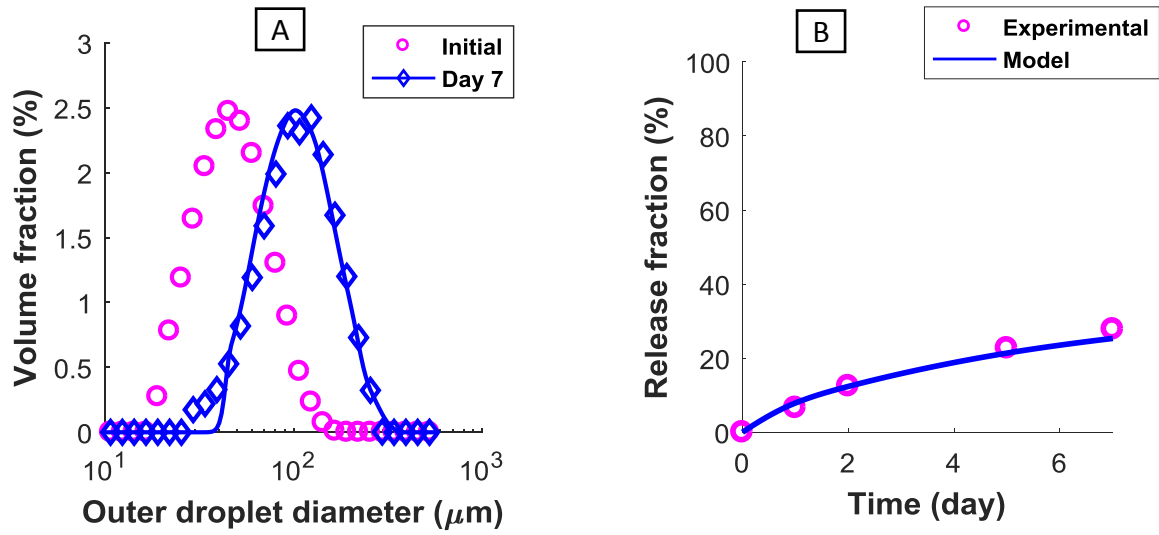 A
Initial
Day 7
3
2.5
2
1.5
1
0.5
0
10¹
10²
10³
Volume fraction (%)
Outer droplet diameter (μm)
B
Experimental
Model
100
80
60
40
20
0
0
2
4
6
Release fraction (%)
Time (day)